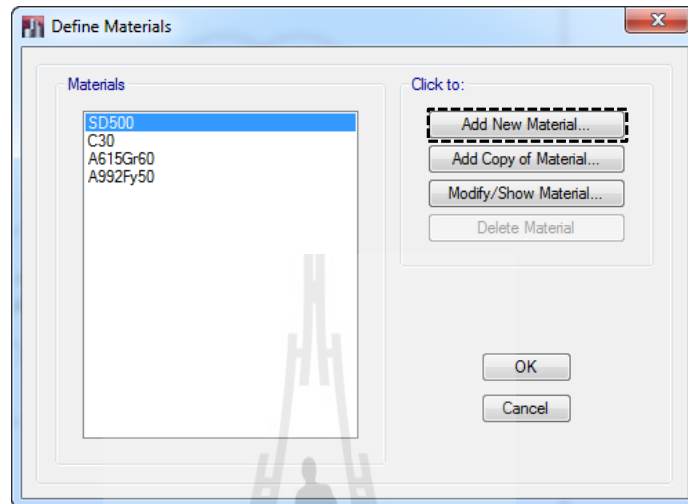 Define Materials
Materials
SD500
C30
A615Gr60
A992Fy50
Click to:
Add New Material...
Add Copy of Material...
Modify/Show Material...
Delete Material
OK
Cancel